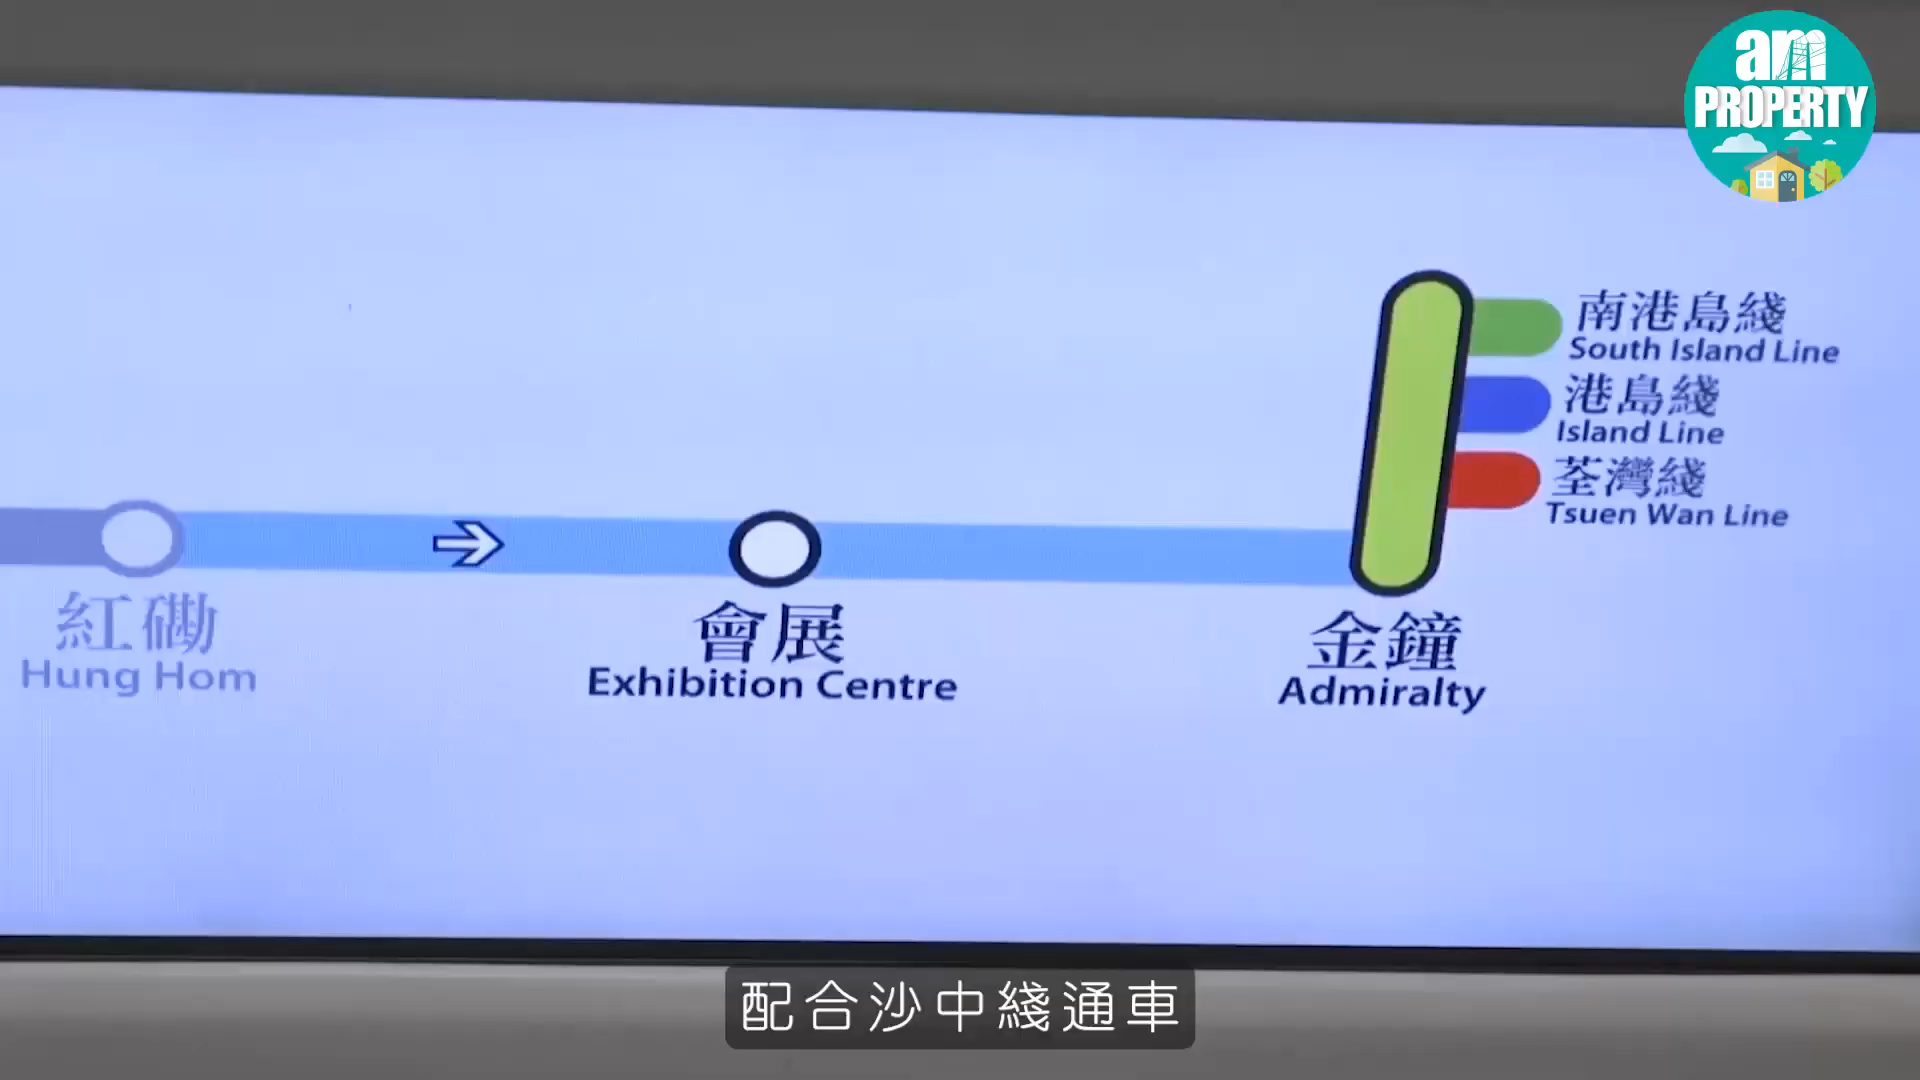 am
PROPERTY
南港島綫
South Island Line
港島綫
Island Line
荃灣綫
Tsuen Wan Line
紅磡
Hung Hom
會展
Exhibition Centre
金鐘
Admiralty
配合沙中綫通車